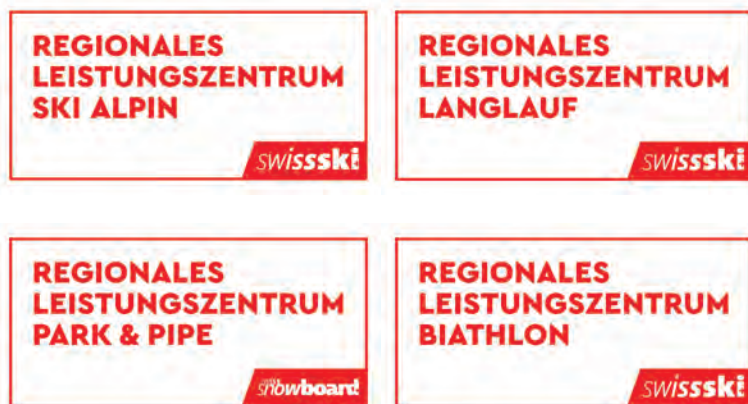 REGIONALES
LEISTUNGSZENTRUM
SKI ALPIN
swissski
REGIONALES
LEISTUNGSZENTRUM
LANGLAUF
swissski
REGIONALES
LEISTUNGSZENTRUM
PARK & PIPE
snowboard
REGIONALES
LEISTUNGSZENTRUM
BIATHLON
swissski